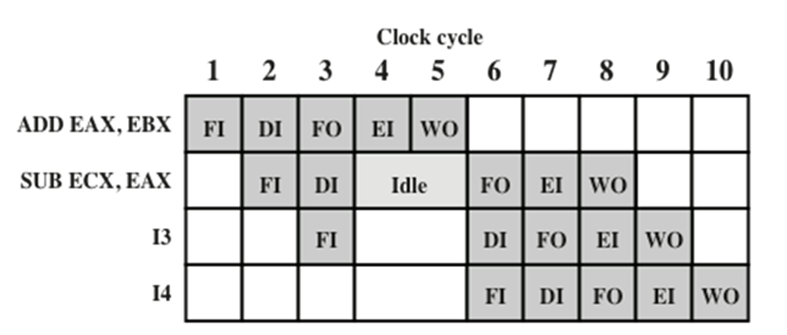 Clock cycle
1 2 3 4 5 6 7 8 9 10
ADD EAX, EBX FI DI FO EI WO
SUB ECX, EAX FI DI Idle FO EI WO
I3 FI DI FO EI WO
I4 FI DI FO EI WO